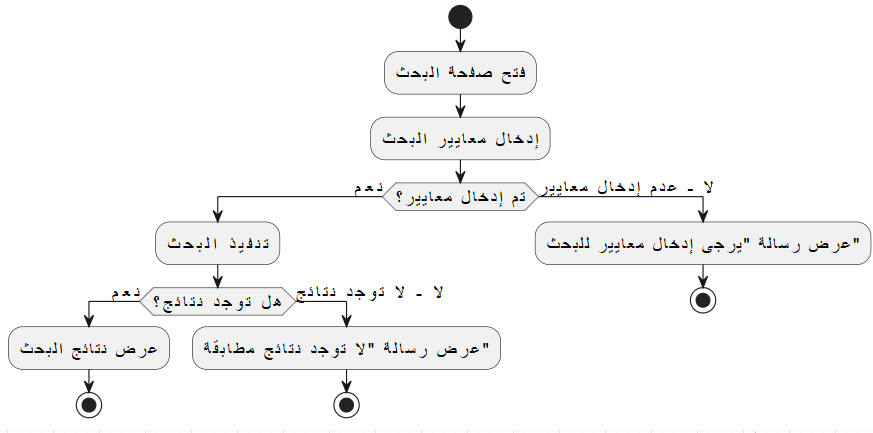 فتح صفحة البحث
إدخال معايير البحث
تم إدخال معايير؟
نعم
لا - عدم إدخال معايير
تنفيذ البحث
عرض رسالة "يرجى إدخال معايير للبحث"
هل توجد نتائج؟
نعم
لا - لا توجد نتائج
عرض نتائج البحث
عرض رسالة "لا توجد نتائج مطابقة"